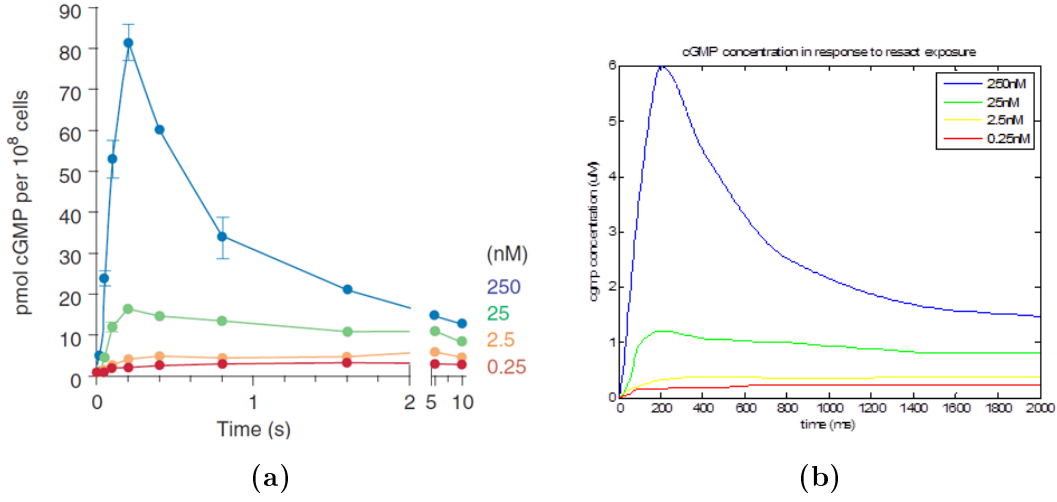 90
80
70
60
50
40
30
20
10
0
pmol cGMP per 10⁸ cells
0
1
2
5
10
Time (s)
(nM)
250
25
2.5
0.25
(a)
cGMP concentration in response to resact exposure
6
5
4
3
2
1
0
cgmp concentration (uM)
0 200 400 600 800 1000 1200 1400 1600 1800 2000
time (ms)
250nM
25nM
2.5nM
0.25nM
(b)